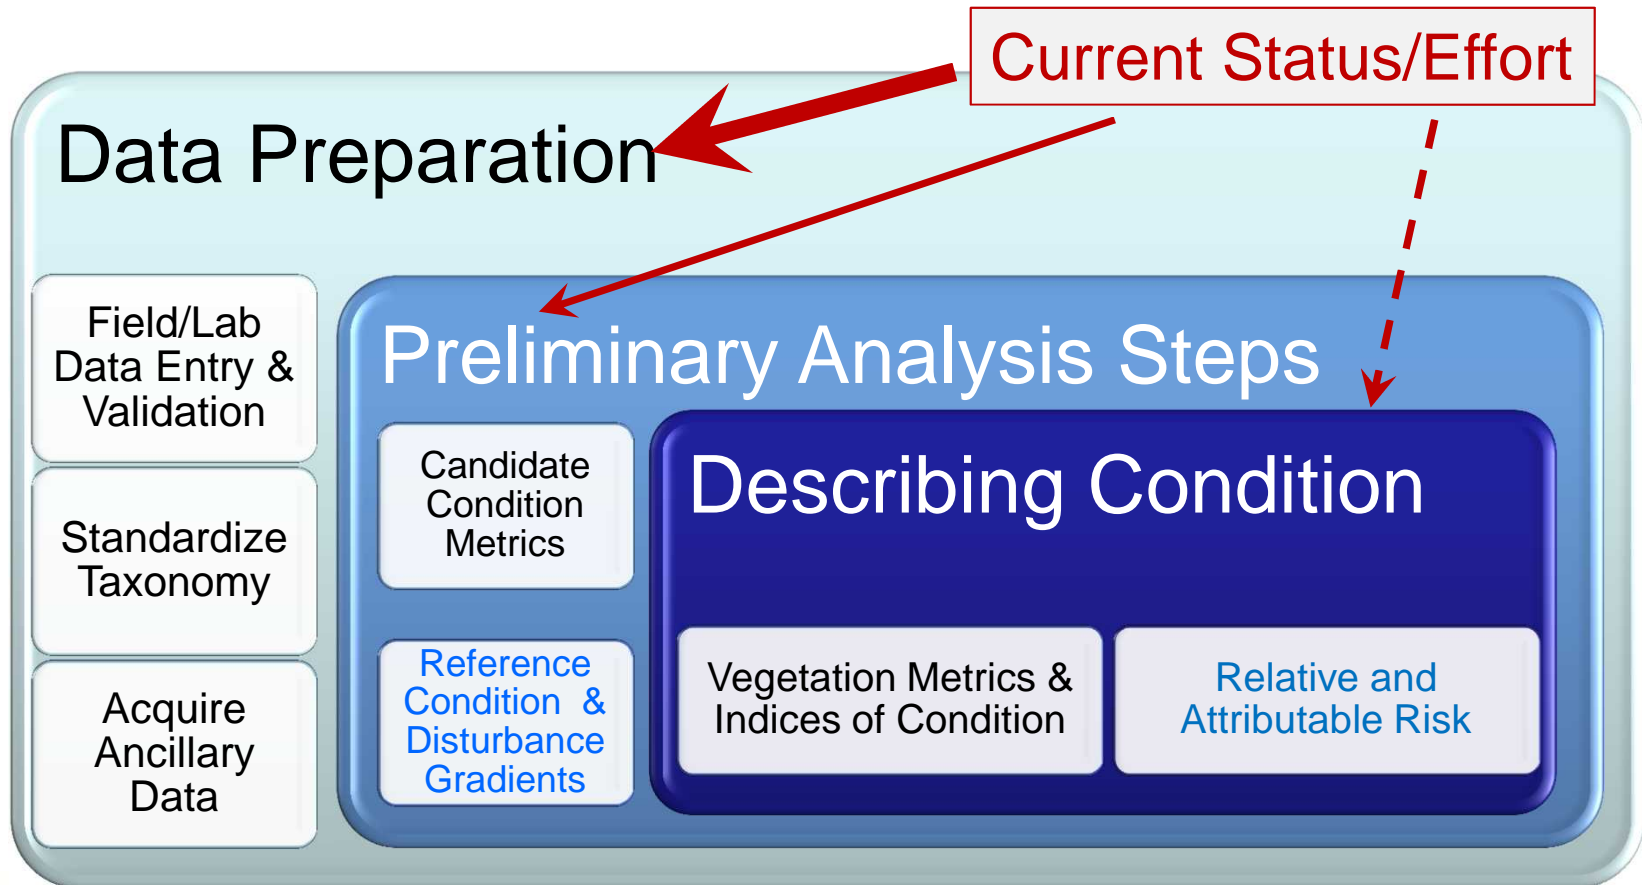 Current Status/Effort
Data Preparation
Field/Lab
Data Entry &
Validation
Standardize
Taxonomy
Acquire
Ancillary
Data
Preliminary Analysis Steps
Candidate
Condition
Metrics
Reference
Condition &
Disturbance
Gradients
Describing Condition
Vegetation Metrics &
Indices of Condition
Relative and
Attributable Risk